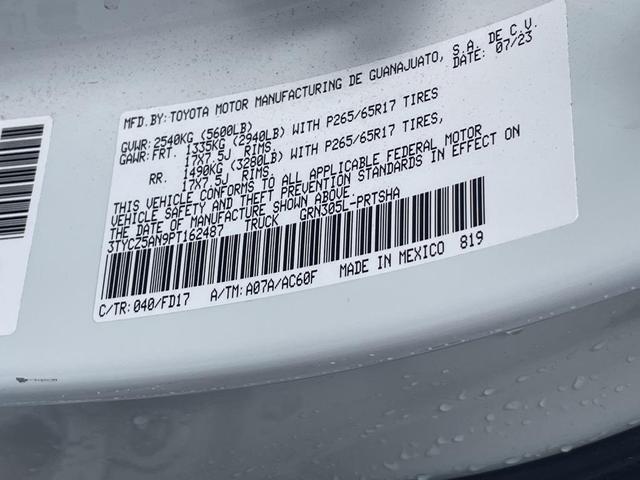 MFD.BY:TOYOTA MOTOR MANUFACTURING DE GUANAJUATO, S.A. DE C.V.
DATE: 07/23
GVWR:2540KG (5600LB)
GAWR:FRT. 1335KG (2940LB) WITH P265/65R17 TIRES,
17X7.5J RIMS,
RR. 1490KG (3280LB) WITH P265/65R17 TIRES,
17X7.5J RIMS.
THIS VEHICLE CONFORMS TO ALL APPLICABLE FEDERAL MOTOR
VEHICLE SAFETY AND THEFT PREVENTION STANDARDS IN EFFECT ON
THE DATE OF MANUFACTURE SHOWN ABOVE.
3TYCZ5AN9PT162487 TRUCK GRN305L-PRTSHA
C/TR:040/FD17 A/TM:A07A/AC60F MADE IN MEXICO 819